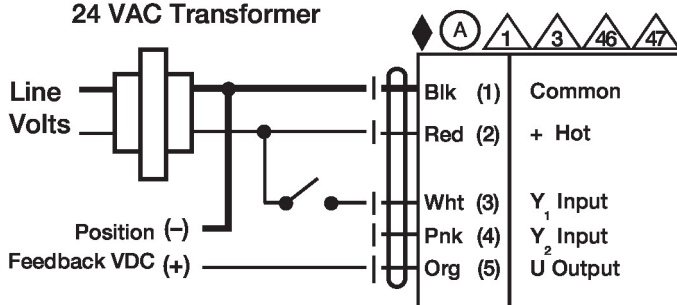 24 VAC Transformer
A 1 3 46 47
Line
Volts
Blk (1) Common
Red (2) + Hot
Wht (3) Y1 Input
Position (–)
Pnk (4) Y2 Input
Feedback VDC (+)
Org (5) U Output